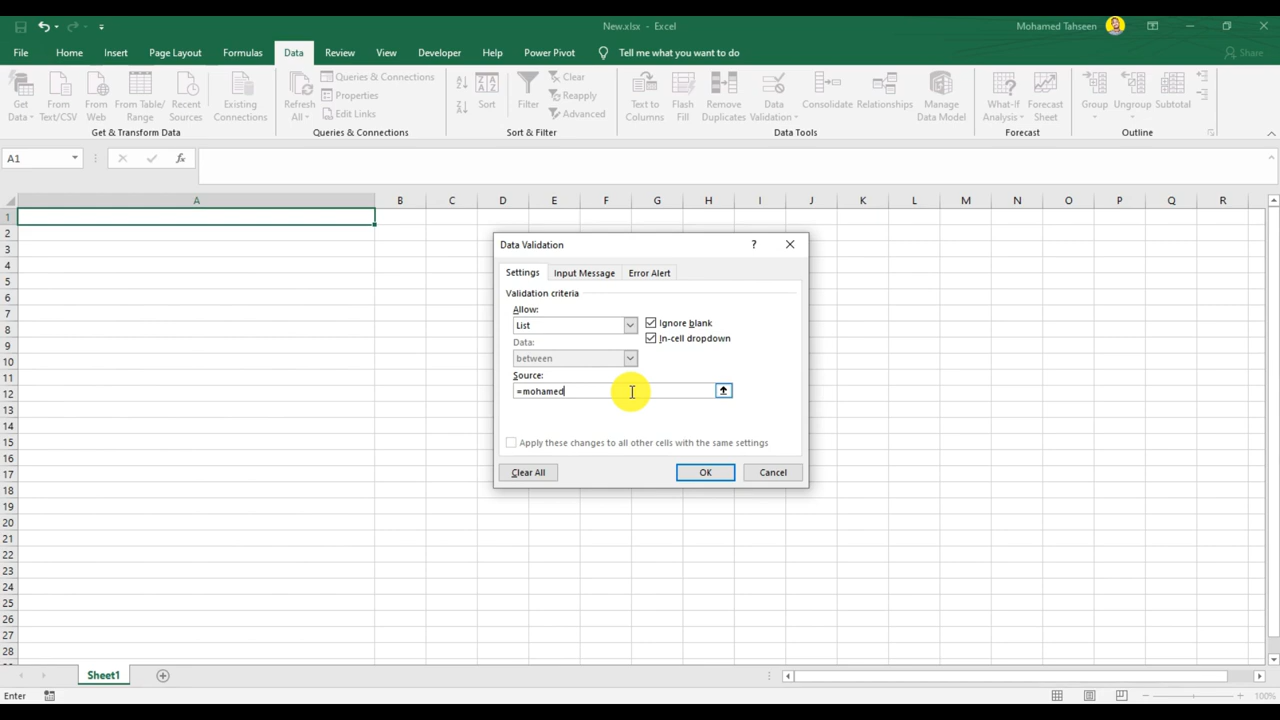 New.xlsx - Excel
Mohamed Tahseen
File Home Insert Page Layout Formulas Data Review View Developer Help Power Pivot Tell me what you want to do Share
Get Data From Text/CSV From Web From Table/ Range Recent Sources Existing Connections
Refresh All Queries & Connections Properties Edit Links
Sort Filter Clear Reapply Advanced
Text to Columns Flash Fill Remove Duplicates Data Validation Consolidate Relationships Manage Data Model
What-If Analysis Forecast Sheet Group Ungroup Subtotal
Get & Transform Data Queries & Connections Sort & Filter Data Tools Forecast Outline
A1 fx
A B C D E F G H I J K L M N O P Q R
1
2
3
4
5
6
7
8
9
10
11
12
13
14
15
16
17
18
19
20
21
22
23
24
25
26
27
28
Data Validation ?
Settings Input Message Error Alert
Validation criteria
Allow:
List Ignore blank
Data: In-cell dropdown
between
Source:
=mohamed
Apply these changes to all other cells with the same settings
Clear All OK Cancel
Sheet1
Enter 100%